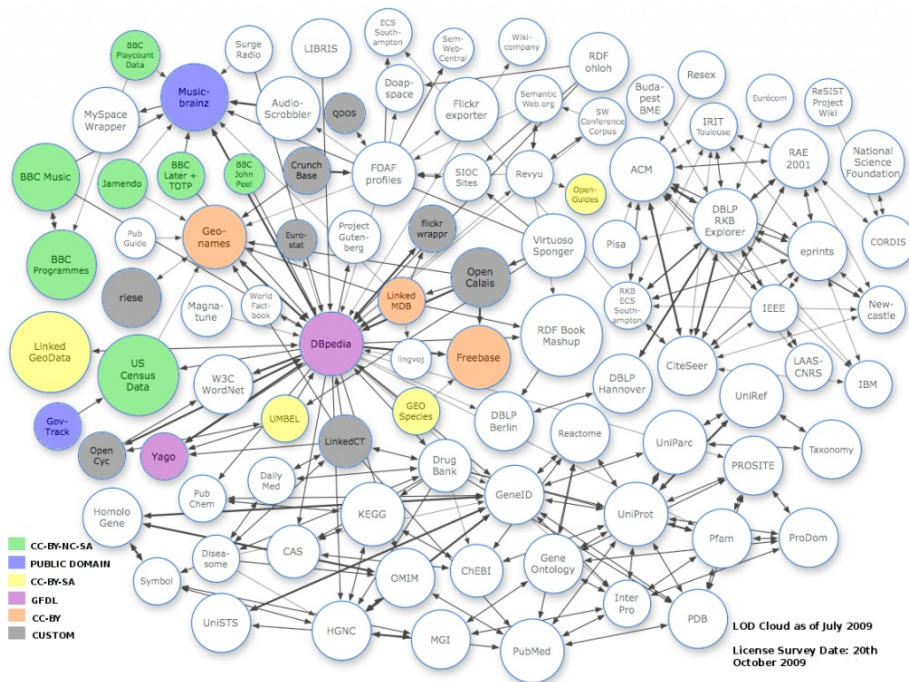 BBC
Playcount
Data
Surge
Radio
LIBRIS
ECS
South-
ampton
Sem-
Web-
Central
Wiki-
company
RDF
ohloh
Music-
brainz
Doap-
space
Resex
MySpace
Wrapper
Audio-
Scrobbler
QDOS
Flickr
exporter
Semantic
Web.org
SW
Conference
Corpus
Buda-
pest
BME
IRIT
Toulouse
Eurécom
ReSIST
Project
Wiki
BBC Music
Jamendo
BBC
Later +
TOTP
BBC
John
Peel
Crunch
Base
FOAF
profiles
SIOC
Sites
Revyu
Open-
Guides
ACM
RAE
2001
National
Science
Foundation
DBLP
RKB
Explorer
Pub
Guide
Geo-
names
Euro-
stat
Project
Guten-
berg
flickr
wrappr
Virtuoso
Sponger
Pisa
eprints
CORDIS
BBC
Programmes
riese
Open
Calais
RKB
ECS
South-
ampton
Magna-
tune
World
Fact-
book
Linked
MDB
IEEE
New-
castle
Linked
GeoData
DBpedia
RDF Book
Mashup
lingvoj
Freebase
US
Census
Data
W3C
WordNet
DBLP
Hannover
CiteSeer
LAAS-
CNRS
IBM
Gov-
Track
UMBEL
GEO
Species
DBLP
Berlin
UniRef
Open
Cyc
Yago
LinkedCT
Reactome
UniParc
Taxonomy
Drug
Bank
PROSITE
Daily
Med
Pub
Chem
GeneID
Homolo
Gene
KEGG
UniProt
Pfam
ProDom
CC-BY-NC-SA
PUBLIC DOMAIN
CC-BY-SA
GFDL
CC-BY
CUSTOM
Disea-
some
CAS
ChEBI
Gene
Ontology
Symbol
OMIM
Inter
Pro
UniSTS
HGNC
MGI
PubMed
PDB
LOD Cloud as of July 2009
License Survey Date: 20th
October 2009